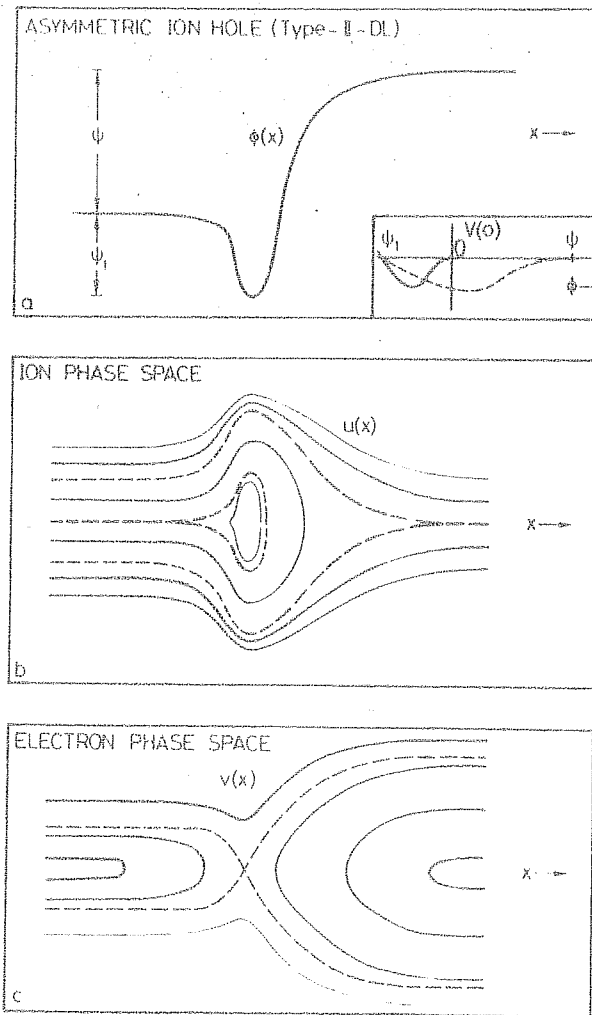 ASYMMETRIC ION HOLE (Type-II-DL)
ψ
ϕ(x)
x
ψ₁
ψ₁ 0 V(o) ψ
ϕ
a
ION PHASE SPACE
u(x)
x
b
ELECTRON PHASE SPACE
v(x)
x
c